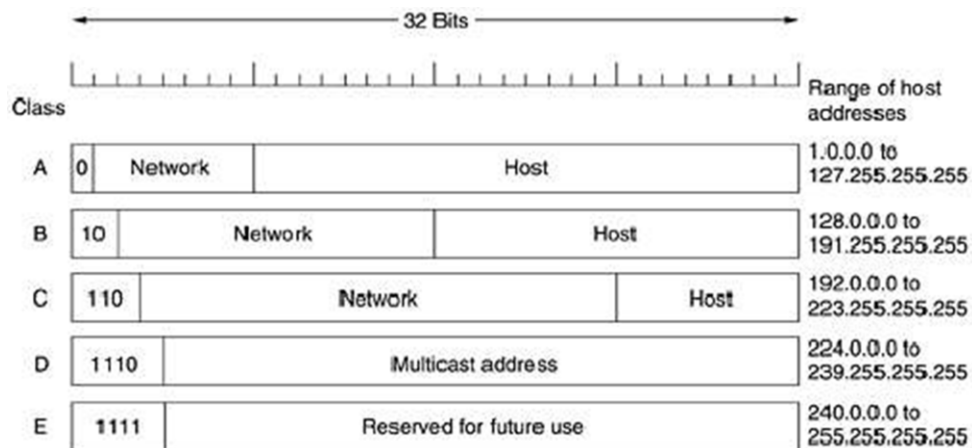 32 Bits
Class
Range of host
addresses
A
0
Network
Host
1.0.0.0 to
127.255.255.255
B
10
Network
Host
128.0.0.0 to
191.255.255.255
C
110
Network
Host
192.0.0.0 to
223.255.255.255
D
1110
Multicast address
224.0.0.0 to
239.255.255.255
E
1111
Reserved for future use
240.0.0.0 to
255.255.255.255